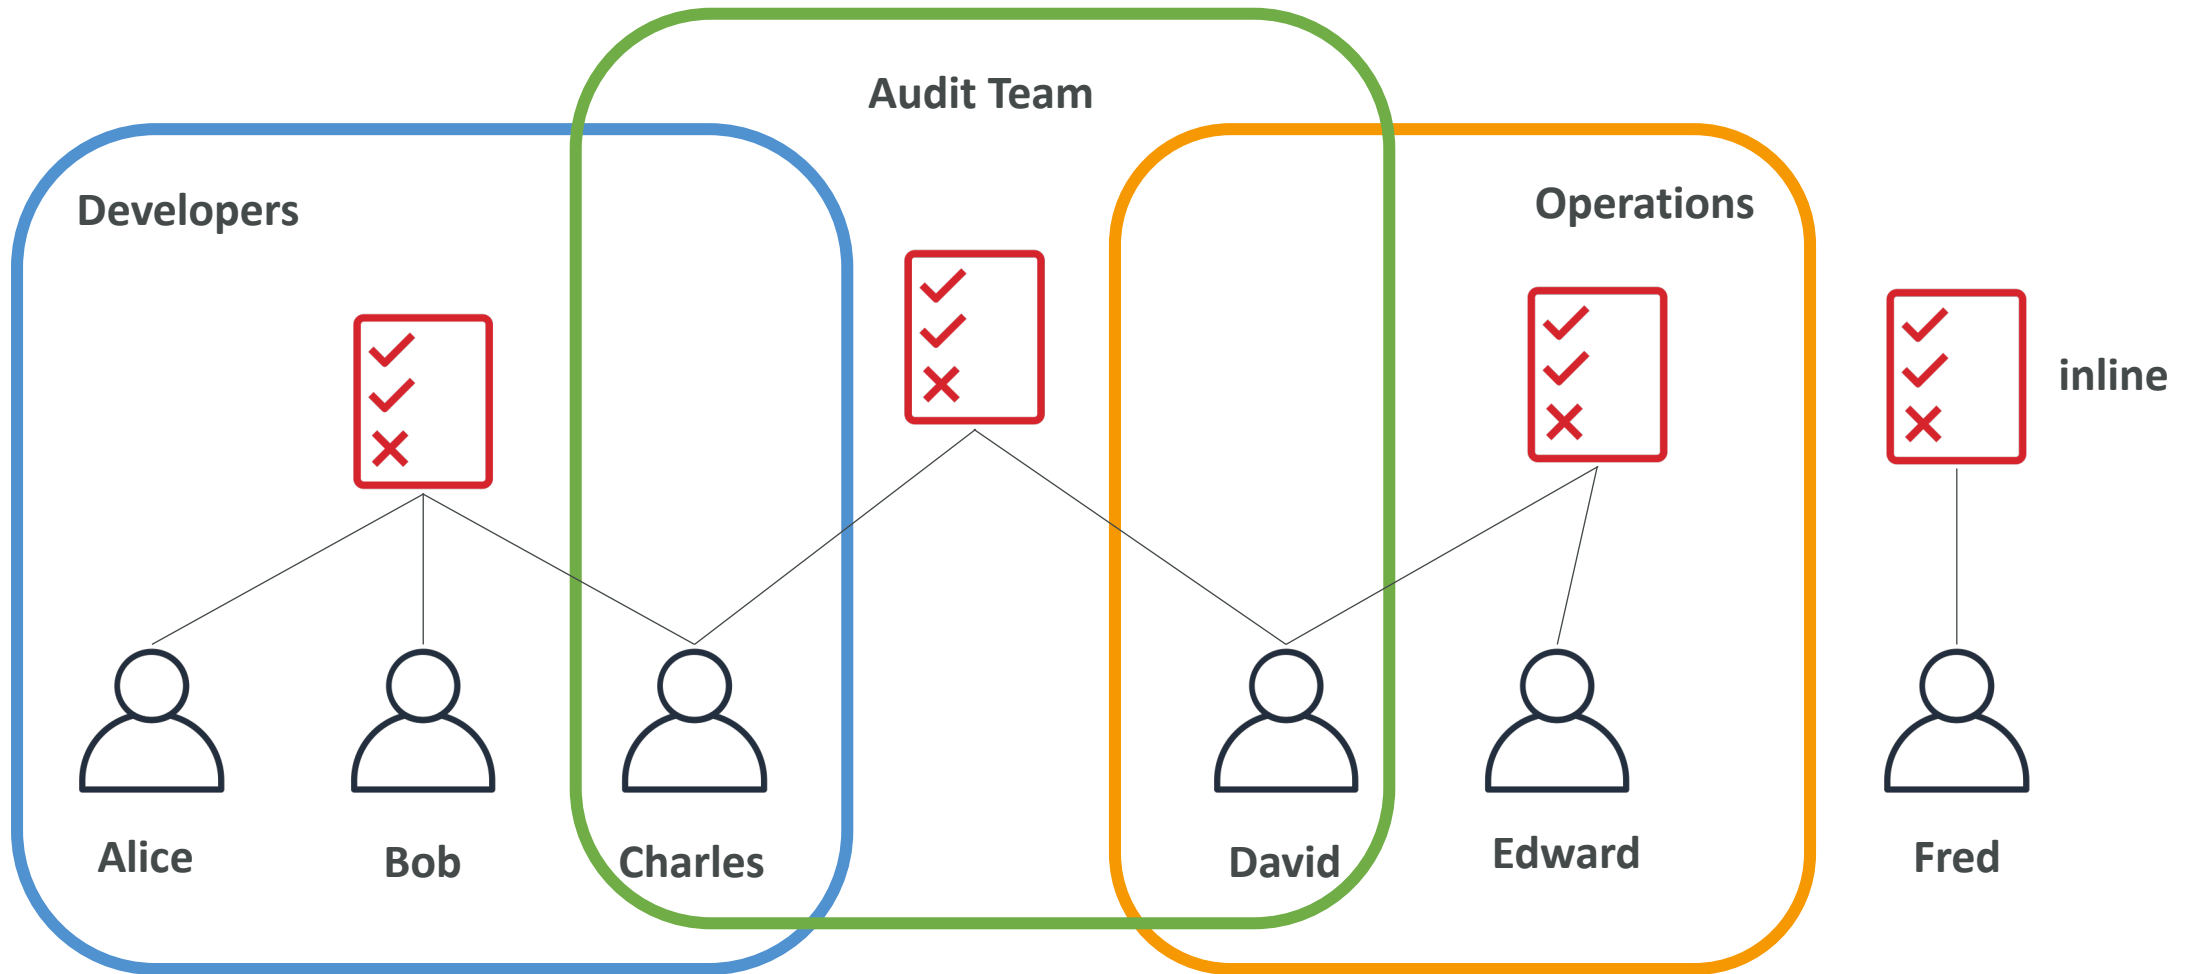 Audit Team
Developers
Operations
inline
Alice
Bob
Charles
David
Edward
Fred